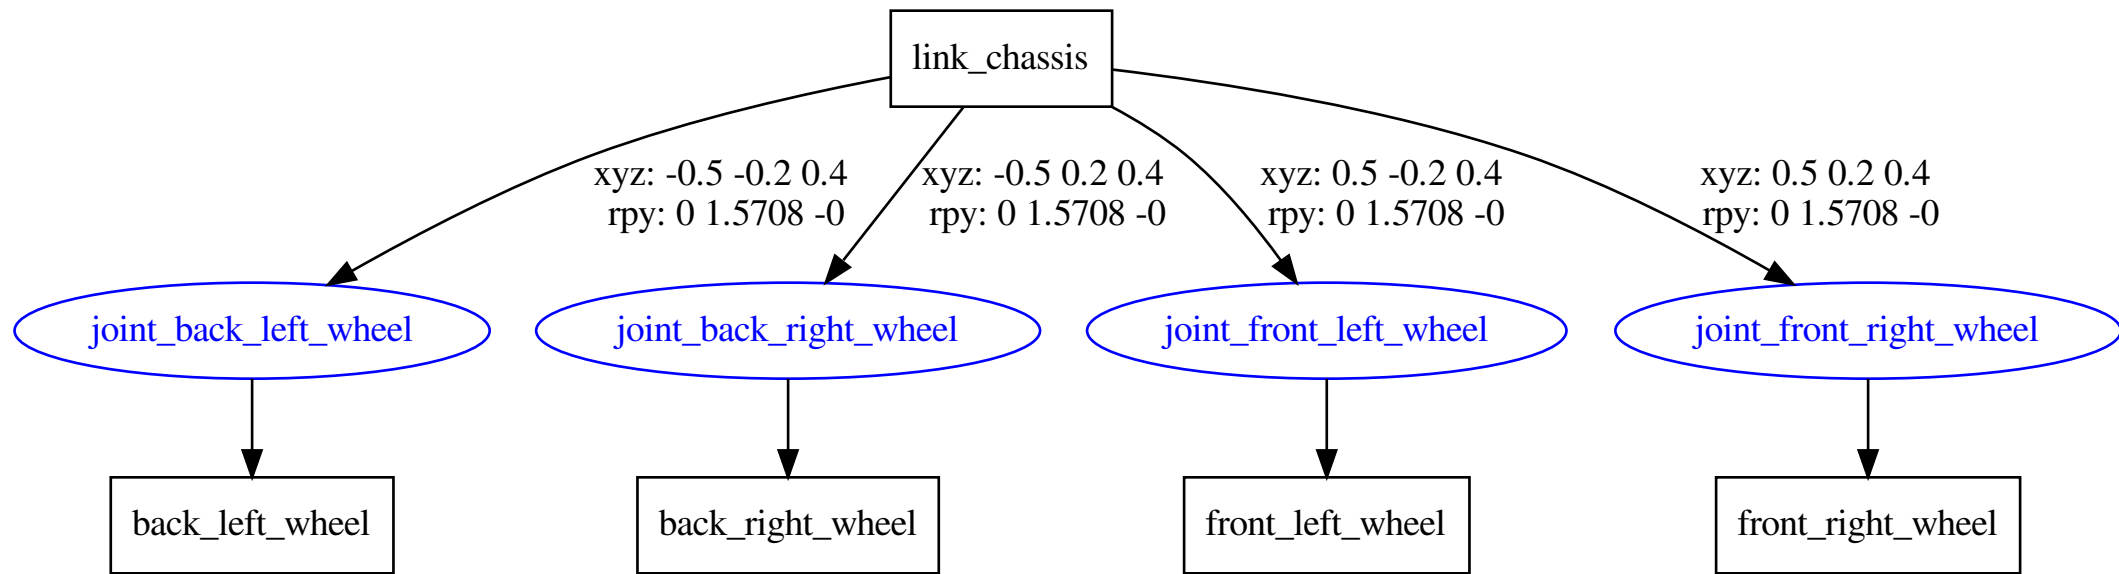 link_chassis
xyz: -0.5 -0.2 0.4
rpy: 0 1.5708 -0
xyz: -0.5 0.2 0.4
rpy: 0 1.5708 -0
xyz: 0.5 -0.2 0.4
rpy: 0 1.5708 -0
xyz: 0.5 0.2 0.4
rpy: 0 1.5708 -0
joint_back_left_wheel
joint_back_right_wheel
joint_front_left_wheel
joint_front_right_wheel
back_left_wheel
back_right_wheel
front_left_wheel
front_right_wheel